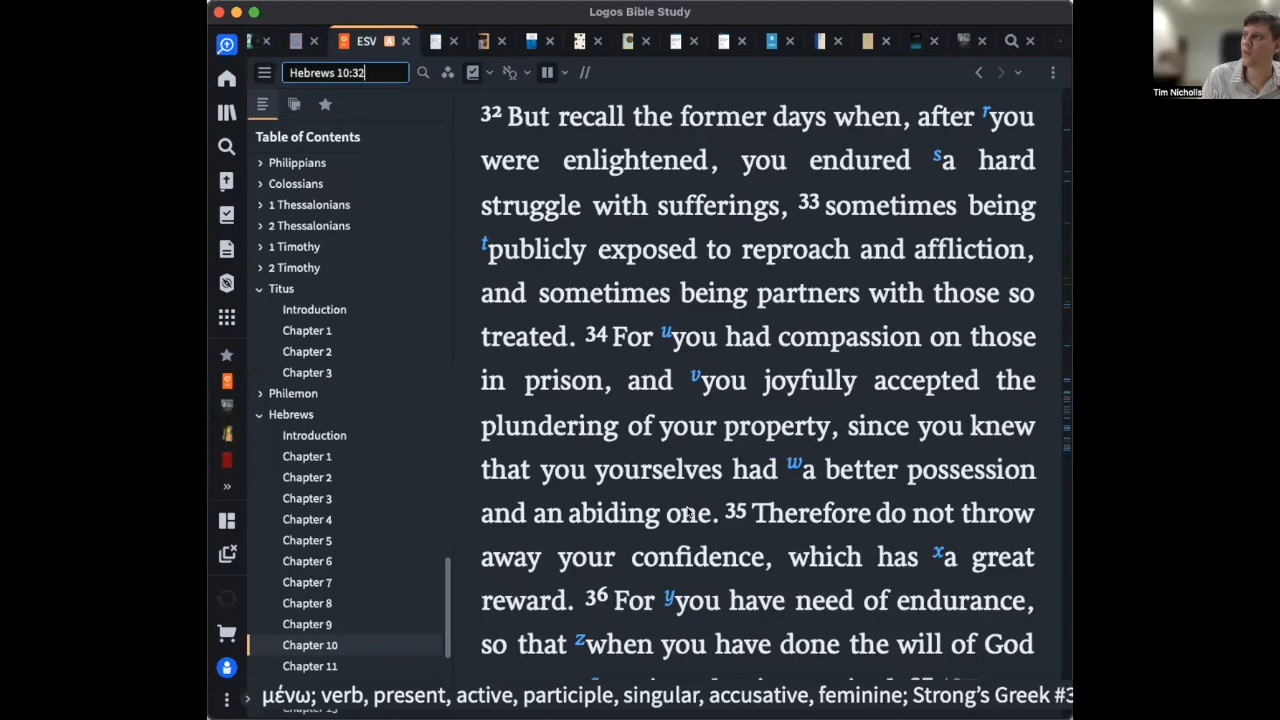 Logos Bible Study
ESV A
Hebrews 10:32
Table of Contents
Philippians
Colossians
1 Thessalonians
2 Thessalonians
1 Timothy
2 Timothy
Titus
Introduction
Chapter 1
Chapter 2
Chapter 3
Philemon
Hebrews
Introduction
Chapter 1
Chapter 2
Chapter 3
Chapter 4
Chapter 5
Chapter 6
Chapter 7
Chapter 8
Chapter 9
Chapter 10
Chapter 11
32 But recall the former days when, after r you
were enlightened, you endured s a hard
struggle with sufferings, 33 sometimes being
t publicly exposed to reproach and affliction,
and sometimes being partners with those so
treated. 34 For u you had compassion on those
in prison, and v you joyfully accepted the
plundering of your property, since you knew
that you yourselves had w a better possession
and an abiding one. 35 Therefore do not throw
away your confidence, which has x a great
reward. 36 For y you have need of endurance,
so that z when you have done the will of God
μένω; verb, present, active, participle, singular, accusative, feminine; Strong's Greek #3
Tim Nicholls